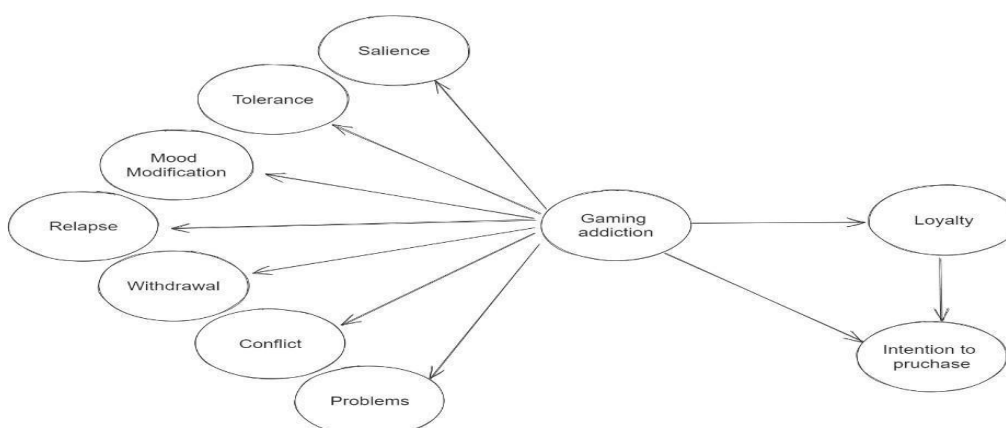 Salience
Tolerance
Mood
Modification
Relapse
Withdrawal
Conflict
Problems
Gaming
addiction
Loyalty
Intention to
pruchase